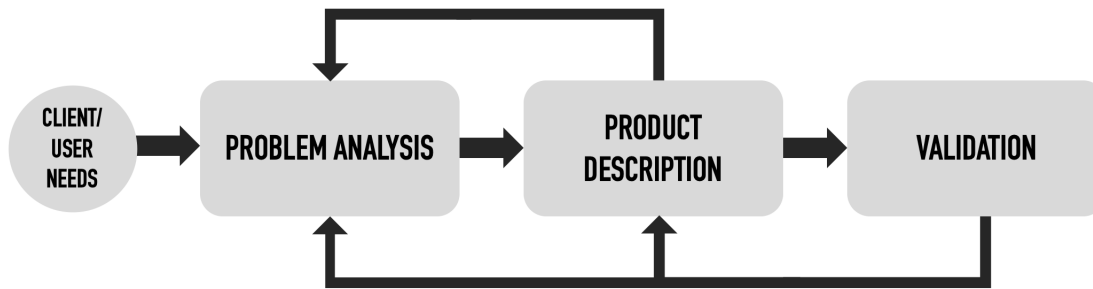 CLIENT/
USER
NEEDS
PROBLEM ANALYSIS
PRODUCT
DESCRIPTION
VALIDATION